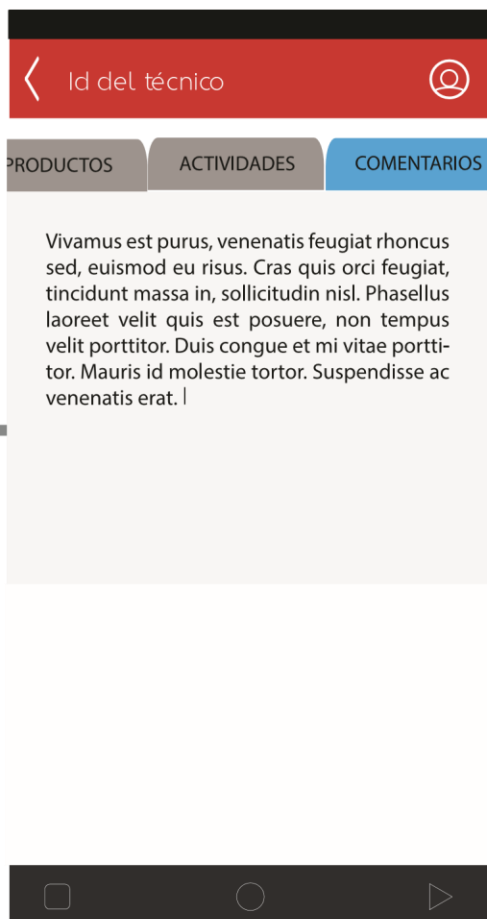 Id del técnico
PRODUCTOS ACTIVIDADES COMENTARIOS
Vivamus est purus, venenatis feugiat rhoncus
sed, euismod eu risus. Cras quis orci feugiat,
tincidunt massa in, sollicitudin nisl. Phasellus
laoreet velit quis est posuere, non tempus
velit porttitor. Duis congue et mi vitae portti-
tor. Mauris id molestie tortor. Suspendisse ac
venenatis erat.